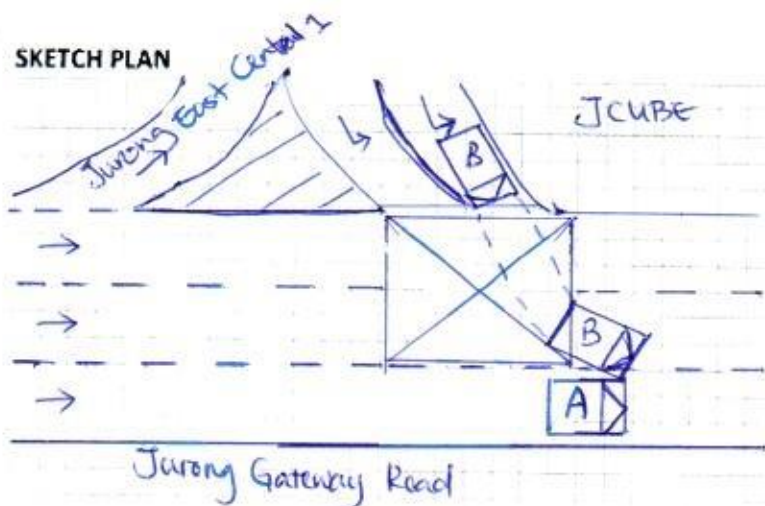 SKETCH PLAN
Jurong East Central 1
JCUBE
B
B
A
Jurong Gateway Road